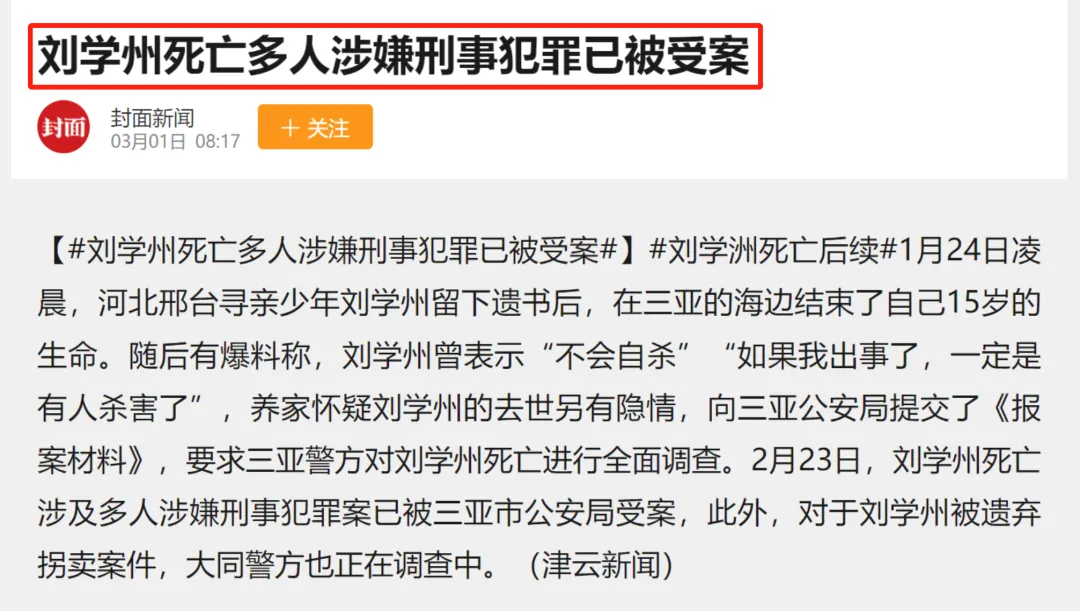 刘学州死亡多人涉嫌刑事犯罪已被受案
封面
封面新闻
03月01日 08:17
+ 关注
【#刘学州死亡多人涉嫌刑事犯罪已被受案#】#刘学洲死亡后续#1月24日凌
晨，河北邢台寻亲少年刘学州留下遗书后，在三亚的海边结束了自己15岁的
生命。随后有爆料称，刘学州曾表示“不会自杀”“如果我出事了，一定是
有人杀害了”，养家怀疑刘学州的去世另有隐情，向三亚公安局提交了《报
案材料》，要求三亚警方对刘学州死亡进行全面调查。2月23日，刘学州死亡
涉及多人涉嫌刑事犯罪案已被三亚市公安局受案，此外，对于刘学州被遗弃
拐卖案件，大同警方也正在调查中。（津云新闻）